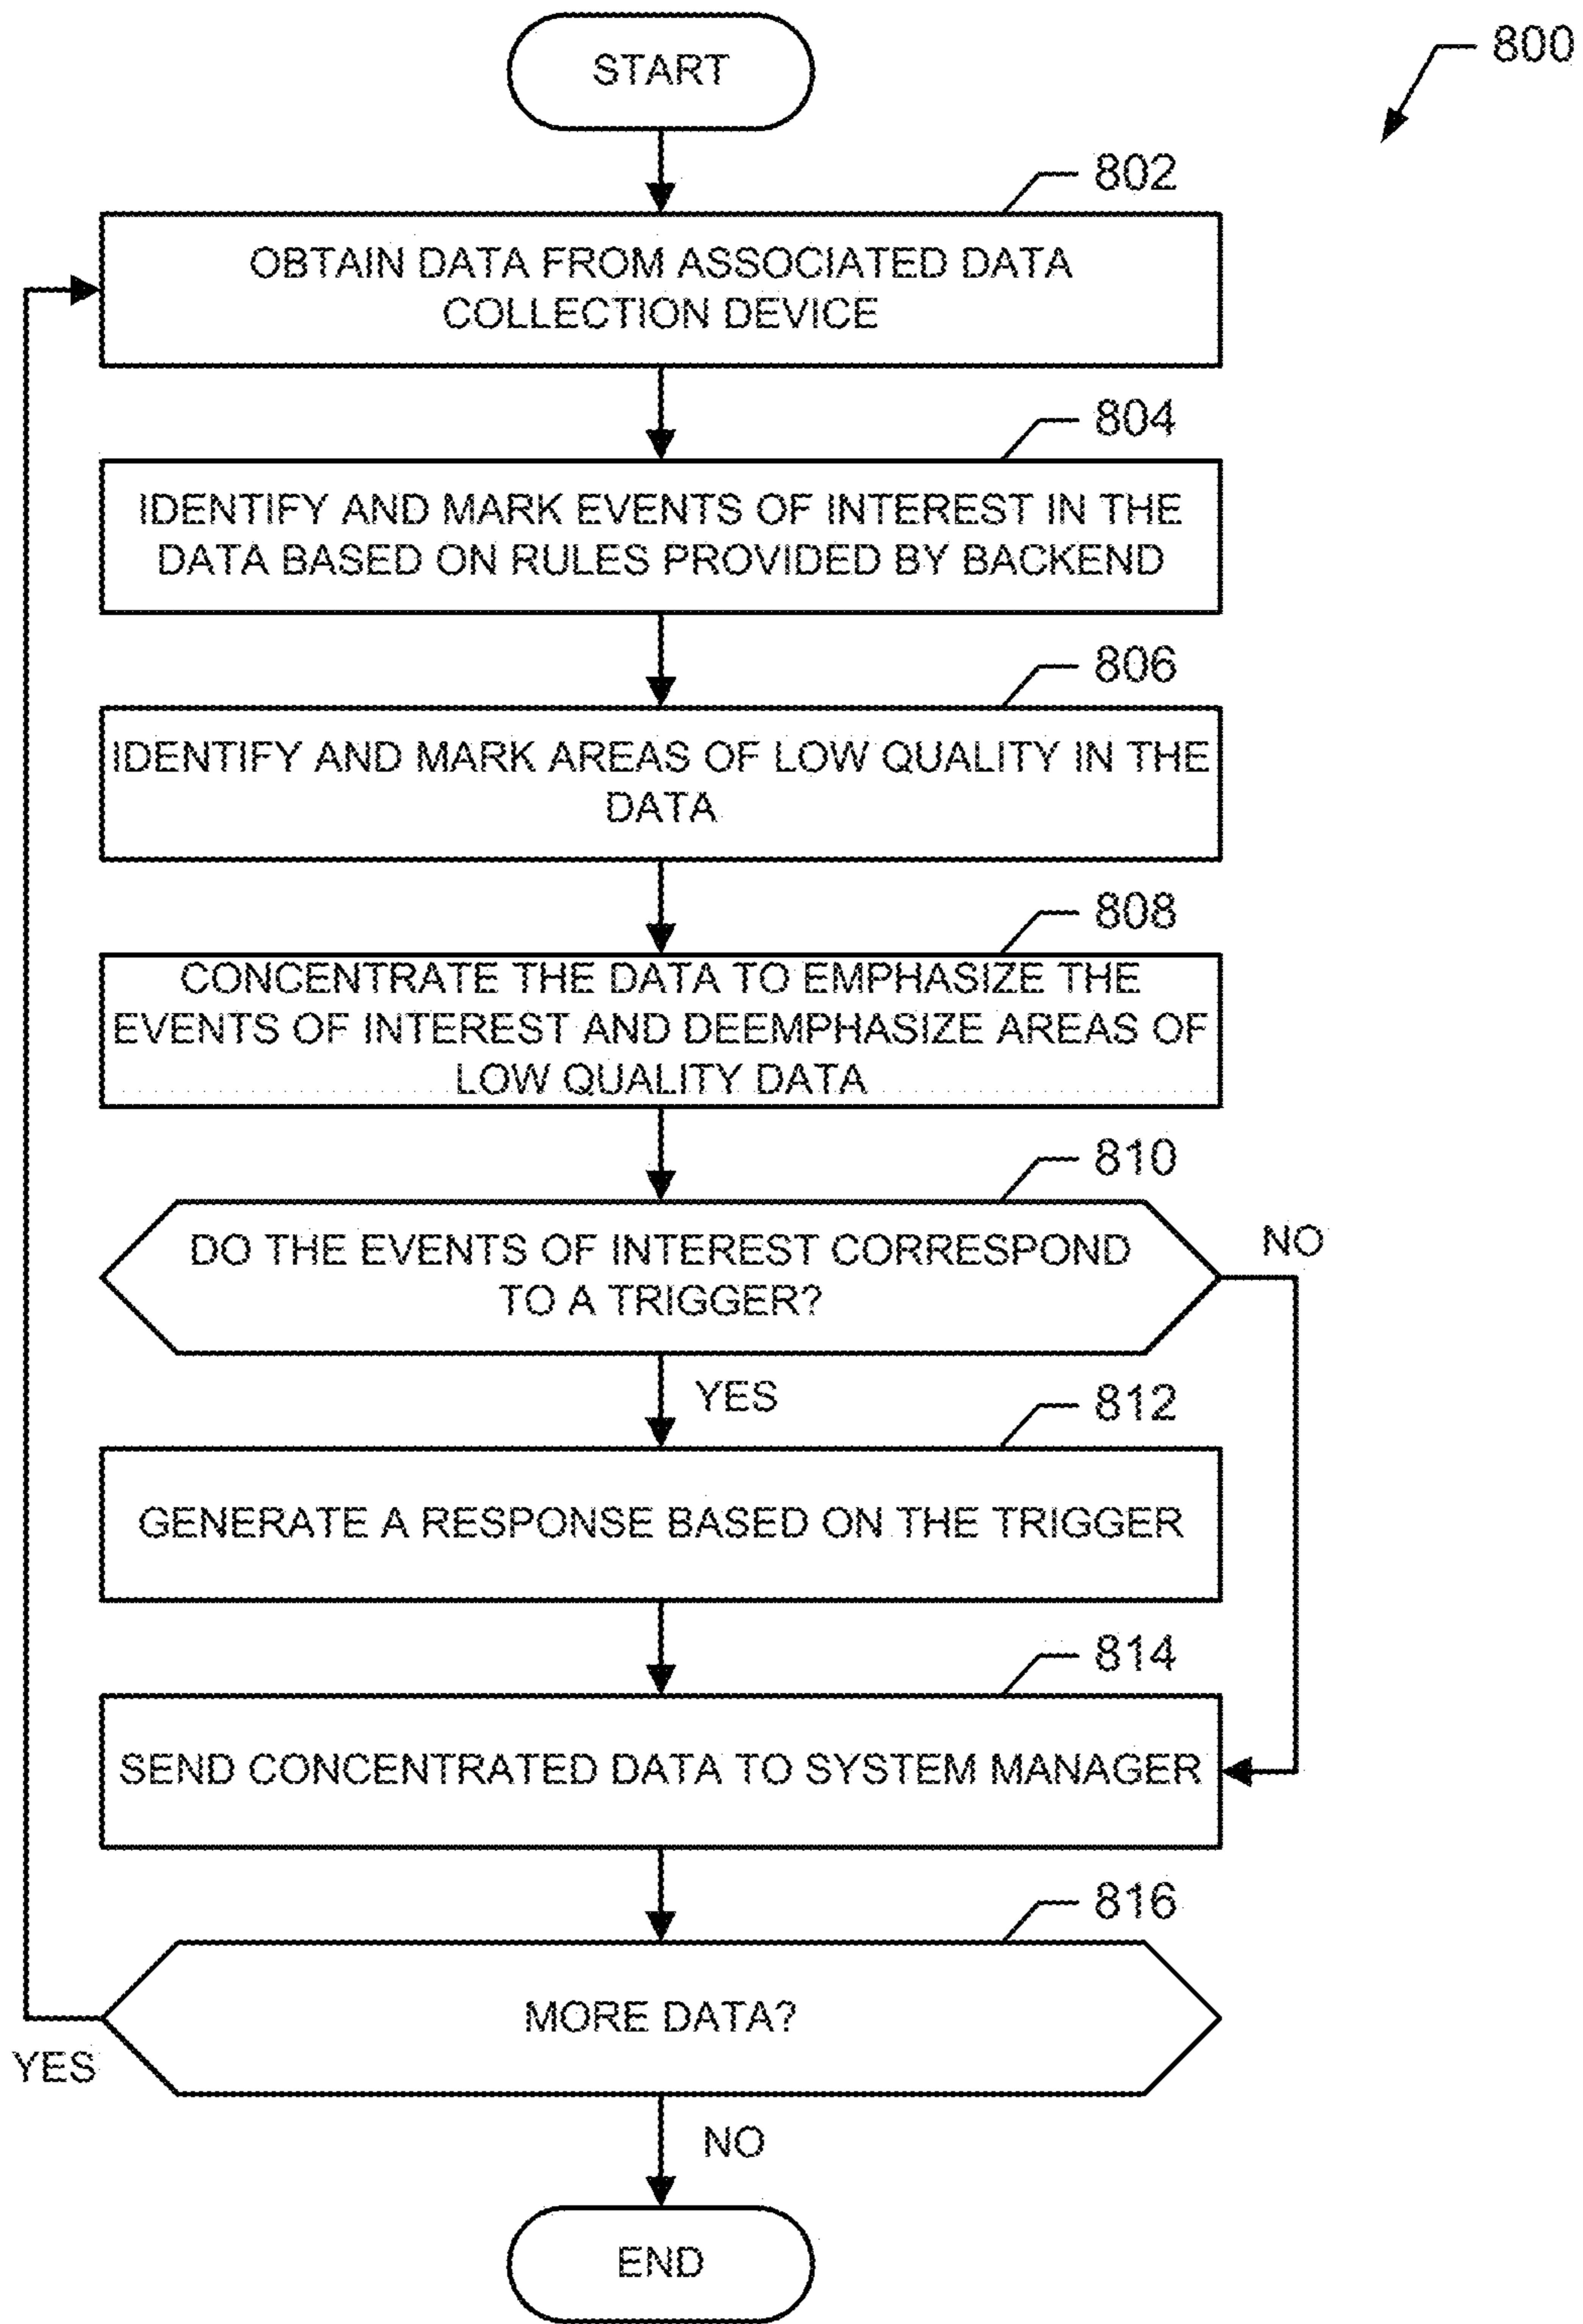 START
800
802
OBTAIN DATA FROM ASSOCIATED DATA
COLLECTION DEVICE
804
IDENTIFY AND MARK EVENTS OF INTEREST IN THE
DATA BASED ON RULES PROVIDED BY BACKEND
806
IDENTIFY AND MARK AREAS OF LOW QUALITY IN THE
DATA
808
CONCENTRATE THE DATA TO EMPHASIZE THE
EVENTS OF INTEREST AND DEEMPHASIZE AREAS OF
LOW QUALITY DATA
810
DO THE EVENTS OF INTEREST CORRESPOND
TO A TRIGGER?
NO
YES
812
GENERATE A RESPONSE BASED ON THE TRIGGER
814
SEND CONCENTRATED DATA TO SYSTEM MANAGER
816
MORE DATA?
YES
NO
END